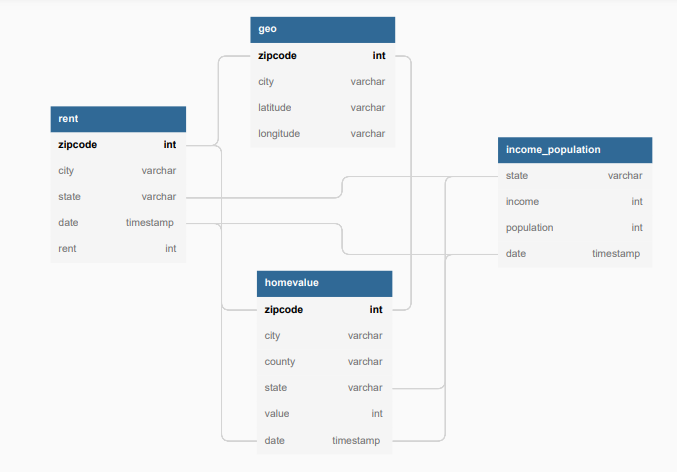 geo
zipcode int
city varchar
latitude varchar
longitude varchar
rent
zipcode int
city varchar
state varchar
date timestamp
rent int
income_population
state varchar
income int
population int
date timestamp
homevalue
zipcode int
city varchar
county varchar
state varchar
value int
date timestamp